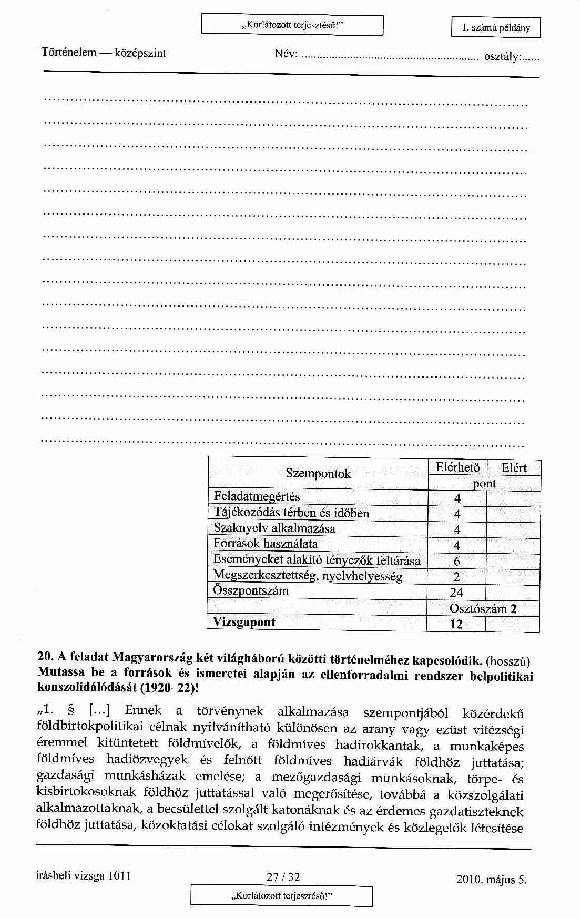 „Korlátozott terjesztésű!”
1. számú példány
Történelem — középszint Név: ........................................................... osztály:......
Szempontok Elérhető Elért
pont
Feladatmegértés 4
Tájékozódás térben és időben 4
Szaknyelv alkalmazása 4
Források használata 4
Eseményeket alakító tényezők feltárása 6
Megszerkesztettség, nyelvhelyesség 2
Összpontszám 24
Osztószám 2
Vizsgapont 12
20. A feladat Magyarország két világháború közötti történelméhez kapcsolódik. (hosszú)
Mutassa be a források és ismeretei alapján az ellenforradalmi rendszer belpolitikai
konszolidálódását (1920–22)!
„1. § [...] Ennek a törvénynek alkalmazása szempontjából közérdekű
földbirtokpolitikai célnak nyilvánítható különösen az arany vagy ezüst vitézségi
éremmel kitüntetett földmívelők, a földmíves hadirokkantak, a munkaképes
földmíves hadiözvegyek és felnőtt földmíves hadiárvák földhöz juttatása;
gazdasági munkásházak emelése; a mezőgazdasági munkásoknak, törpe- és
kisbirtokosoknak földhöz juttatással való megerősítése, továbbá a közszolgálati
alkalmazottaknak, a becsülettel szolgált katonáknak és az érdemes gazdatiszteknek
földhöz juttatása, közoktatási célokat szolgáló intézmények és közlegelők létesítése
írásbeli vizsga 1011 27 / 32 2010. május 5.
„Korlátozott terjesztésű!”